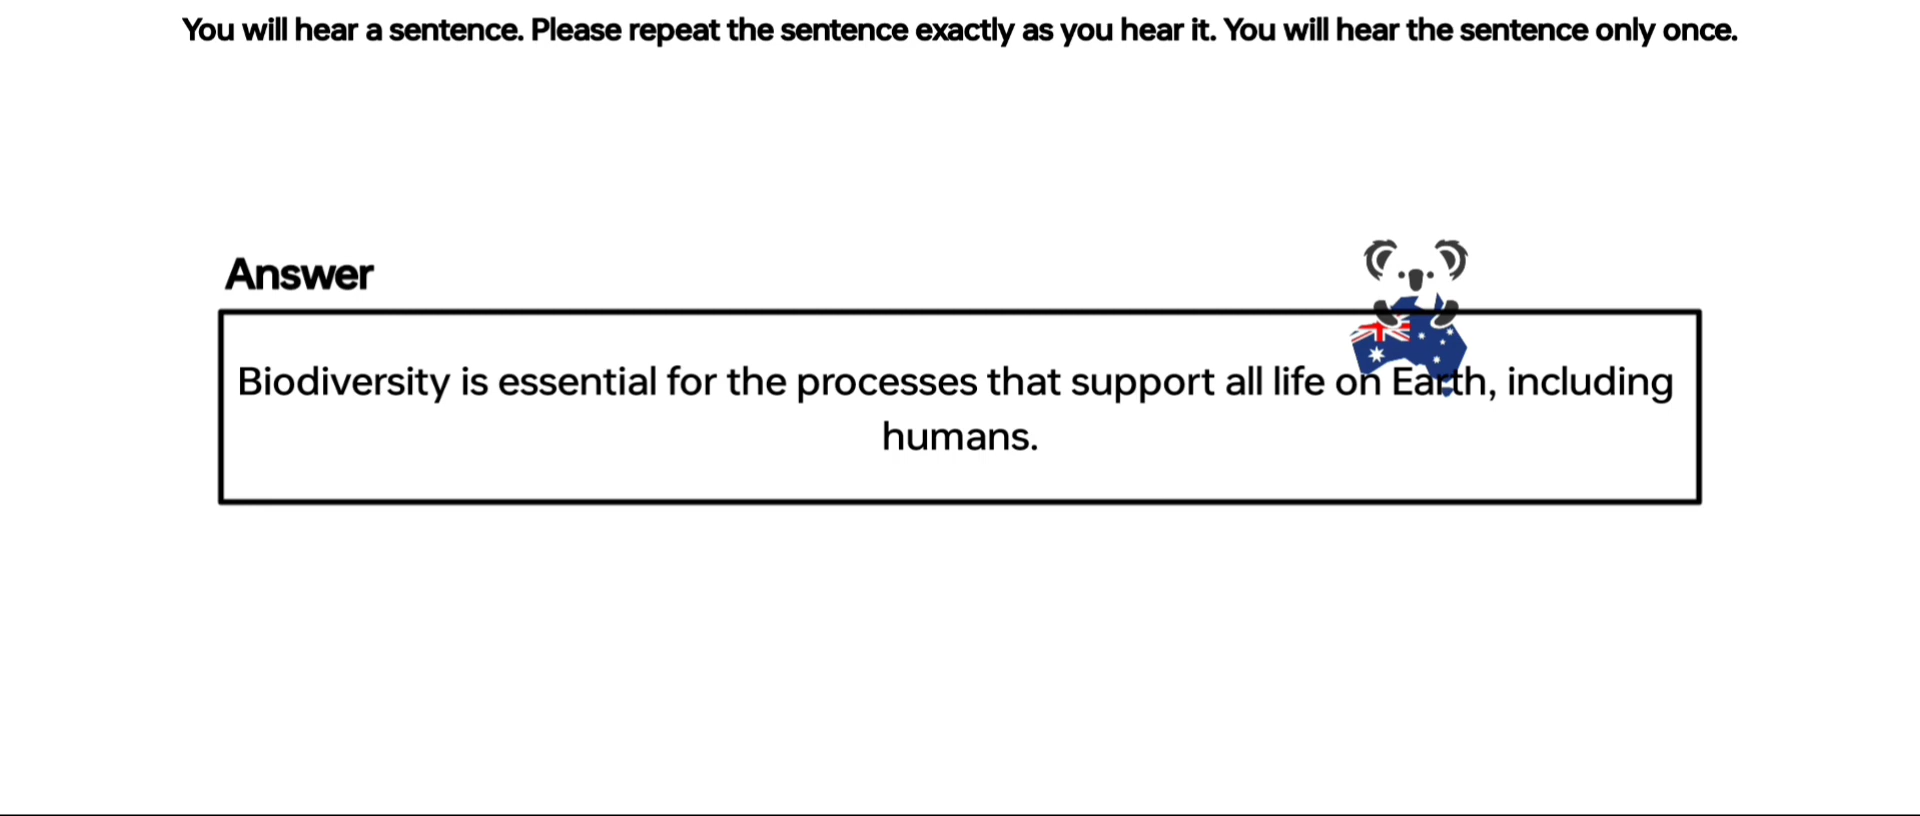 You will hear a sentence. Please repeat the sentence exactly as you hear it. You will hear the sentence only once.
Answer
Biodiversity is essential for the processes that support all life on Earth, including
humans.